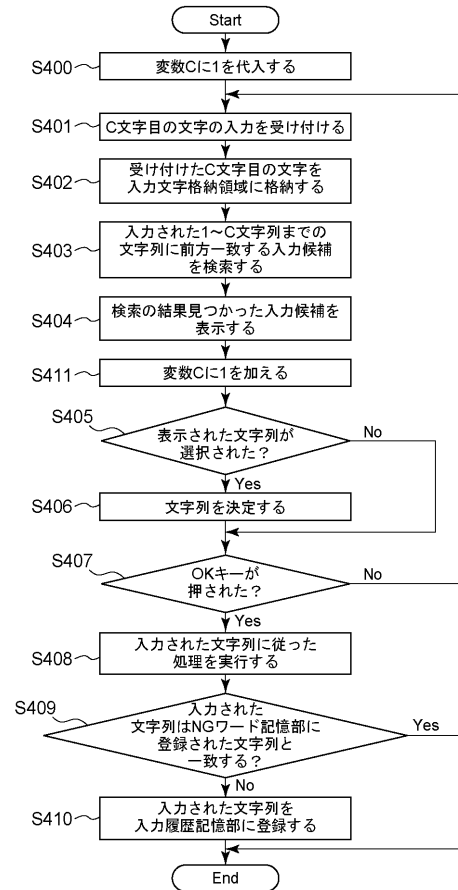 Start
S400
変数Cに1を代入する
S401
C文字目の文字の入力を受け付ける
S402
受け付けたC文字目の文字を
入力文字格納領域に格納する
S403
入力された1～C文字列までの
文字列に前方一致する入力候補
を検索する
S404
検索の結果見つかった入力候補を
表示する
S411
変数Cに1を加える
S405
表示された文字列が
選択された？
No
Yes
S406
文字列を決定する
S407
OKキーが
押された？
No
Yes
S408
入力された文字列に従った
処理を実行する
S409
入力された
文字列はNGワード記憶部に
登録された文字列と
一致する？
Yes
No
S410
入力された文字列を
入力履歴記憶部に登録する
End